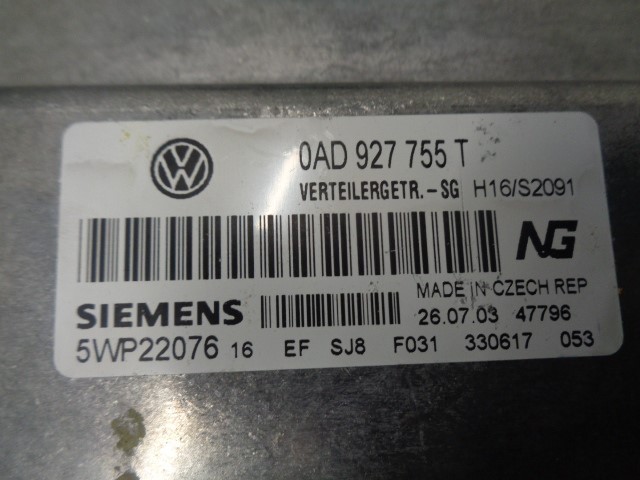 0AD 927 755 T
VERTEILERGETR.-SG H16/S2091
NG
MADE IN CZECH REP
SIEMENS 26.07.03 47796
5WP22076 16 EF SJ8 F031 330617 053